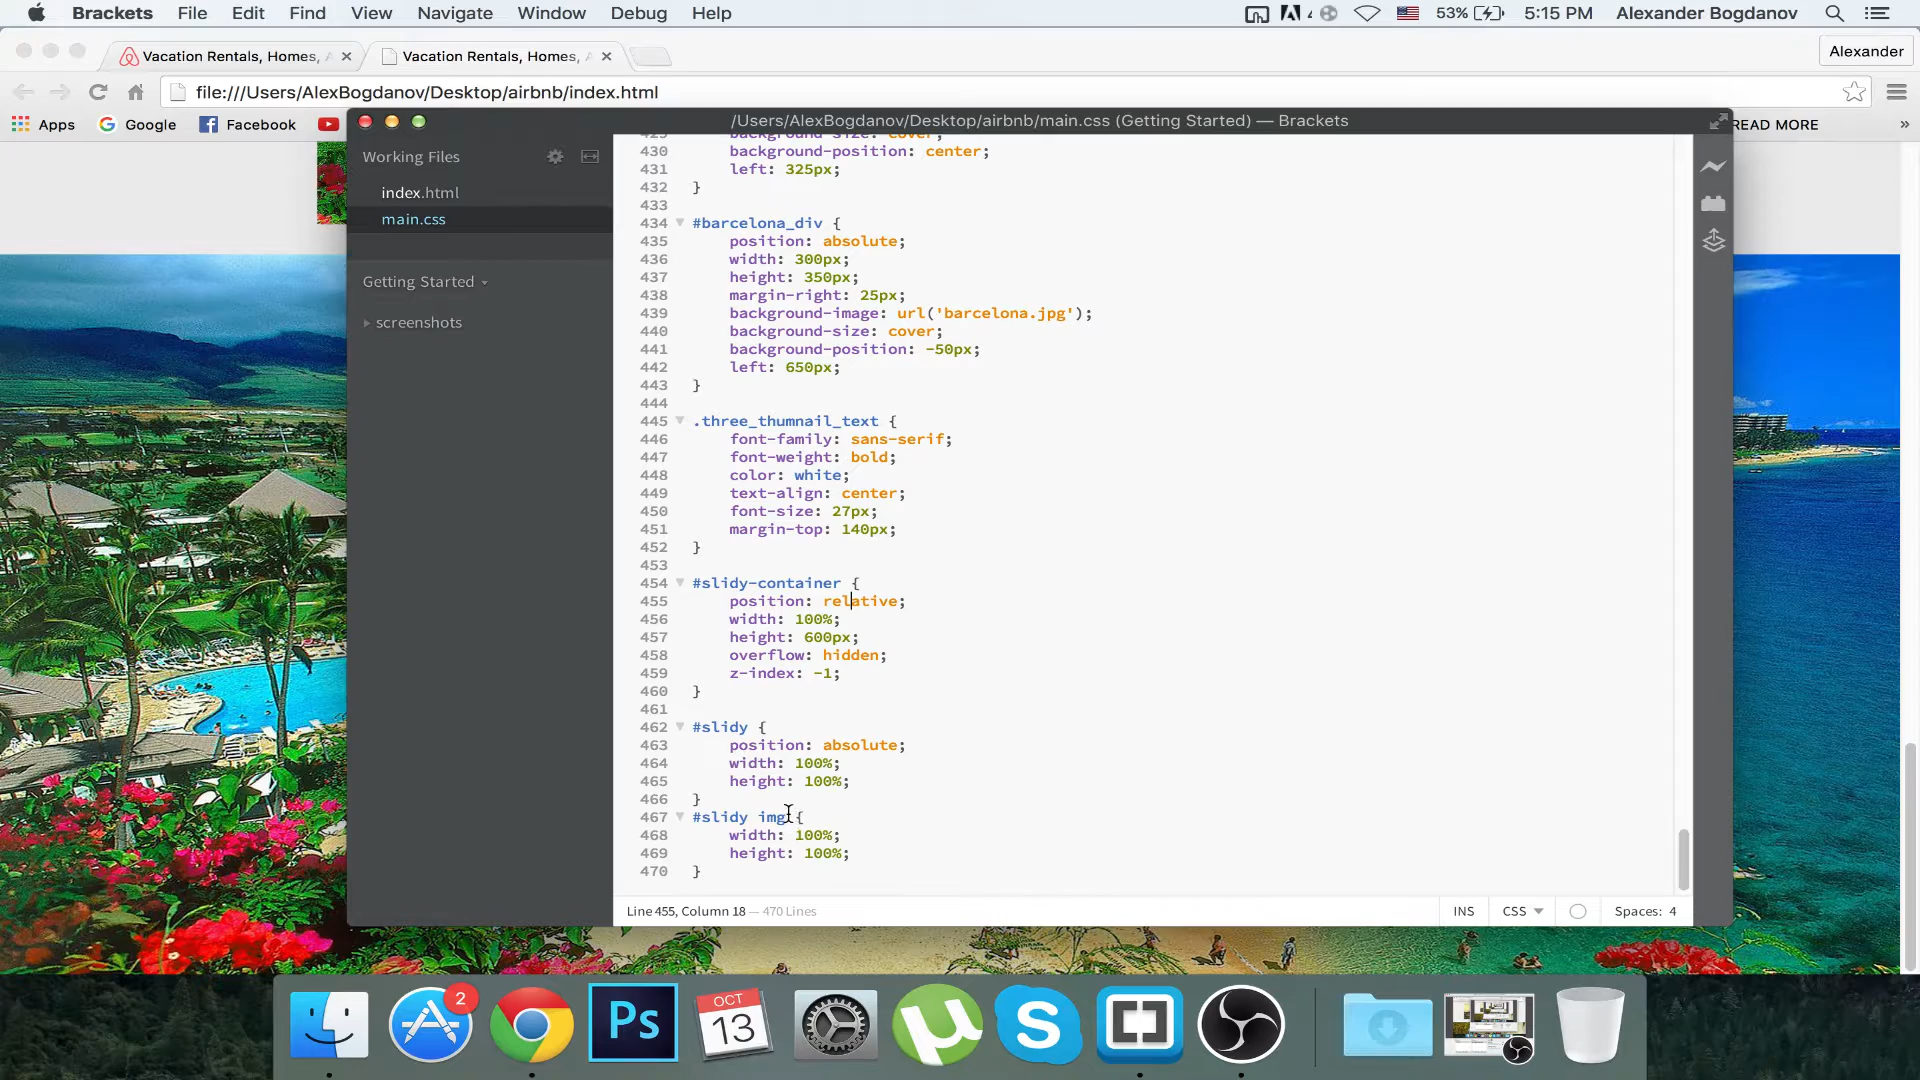 Brackets File Edit Find View Navigate Window Debug Help 53% 5:15 PM Alexander Bogdanov
Vacation Rentals, Homes, Vacation Rentals, Homes, Alexander
file:///Users/AlexBogdanov/Desktop/airbnb/index.html
Apps Google Facebook READ MORE »
/Users/AlexBogdanov/Desktop/airbnb/main.css (Getting Started) — Brackets
Working Files
index.html
main.css
Getting Started
screenshots
429 background-size: cover;
430 background-position: center;
431 left: 325px;
432 }
433
434 #barcelona_div {
435 position: absolute;
436 width: 300px;
437 height: 350px;
438 margin-right: 25px;
439 background-image: url('barcelona.jpg');
440 background-size: cover;
441 background-position: -50px;
442 left: 650px;
443 }
444
445 .three_thumnail_text {
446 font-family: sans-serif;
447 font-weight: bold;
448 color: white;
449 text-align: center;
450 font-size: 27px;
451 margin-top: 140px;
452 }
453
454 #slidy-container {
455 position: relative;
456 width: 100%;
457 height: 600px;
458 overflow: hidden;
459 z-index: -1;
460 }
461
462 #slidy {
463 position: absolute;
464 width: 100%;
465 height: 100%;
466 }
467 #slidy img {
468 width: 100%;
469 height: 100%;
470 }
Line 455, Column 18 — 470 Lines INS CSS Spaces: 4
2
Ps
OCT
13